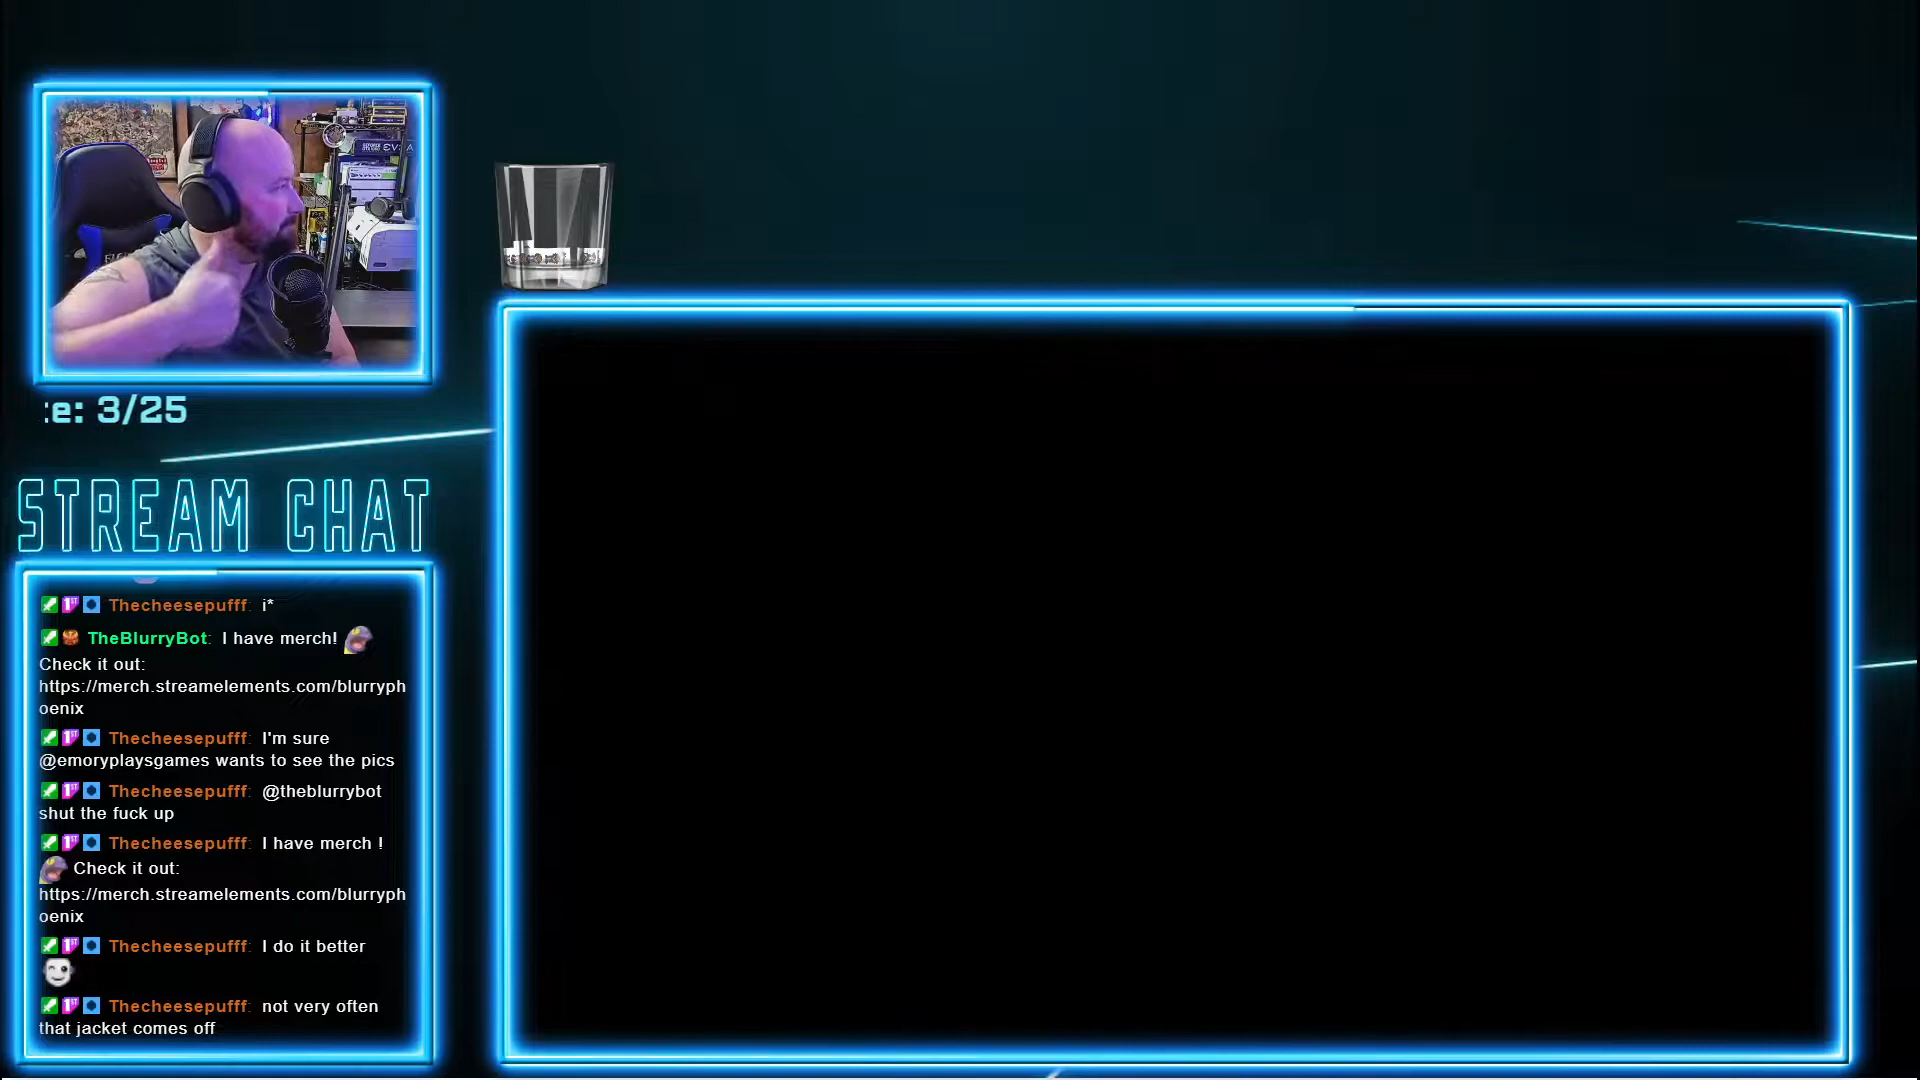 EVGA
:e: 3/25
STREAM CHAT
Thecheesepufff: i*
TheBlurryBot: I have merch!
Check it out:
https://merch.streamelements.com/blurryph
oenix
Thecheesepufff: I'm sure
@emoryplaysgames wants to see the pics
Thecheesepufff: @theblurrybot
shut the fuck up
Thecheesepufff: I have merch !
Check it out:
https://merch.streamelements.com/blurryph
oenix
Thecheesepufff: I do it better
Thecheesepufff: not very often
that jacket comes off